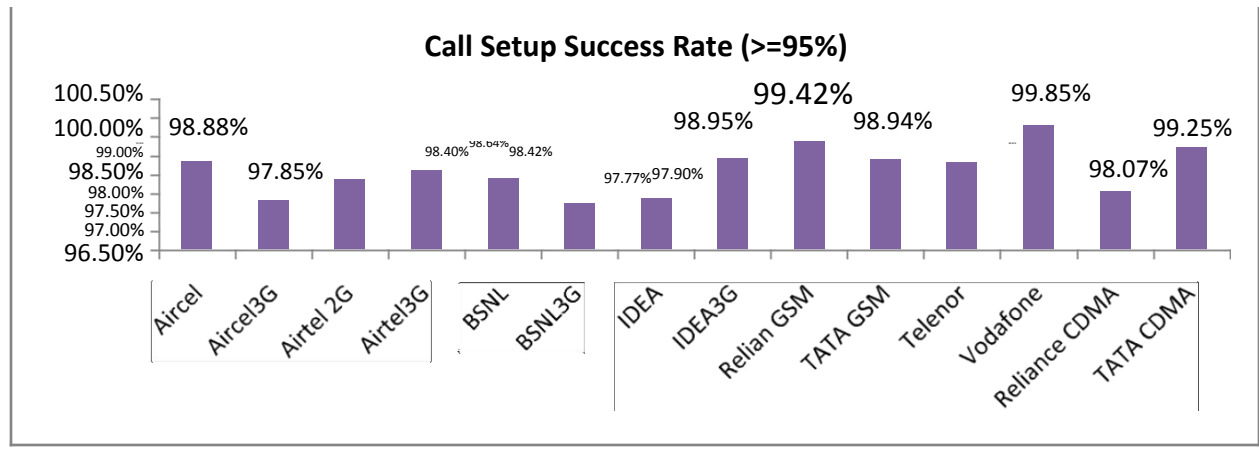 Call Setup Success Rate (>=95%)
100.50%
100.00%
99.00%
98.50%
98.00%
97.50%
97.00%
96.50%
98.88%
97.85%
98.40%
98.64%
98.42%
97.77%
97.90%
98.95%
99.42%
98.94%
99.85%
98.07%
99.25%
Aircel
Aircel3G
Airtel 2G
Airtel3G
BSNL
BSNL3G
IDEA
IDEA3G
Relian GSM
TATA GSM
Telenor
Vodafone
Reliance CDMA
TATA CDMA